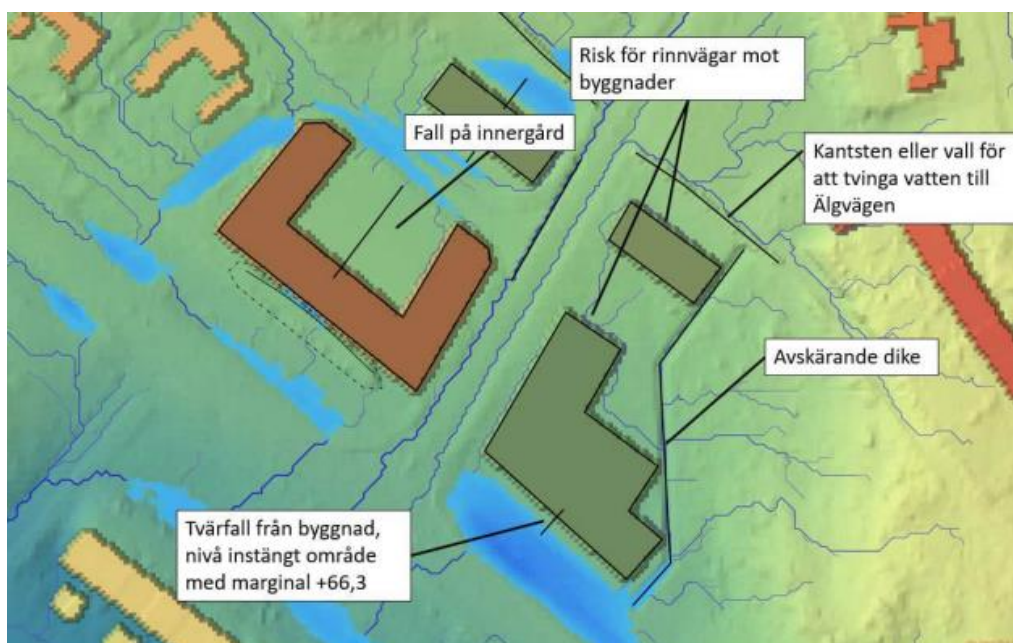 Risk för rinnvägar mot
byggnader
Fall på innergård
Kantsten eller vall för
att tvinga vatten till
Älgvägen
Avskärande dike
Tvärfall från byggnad,
nivå instängt område
med marginal +66,3